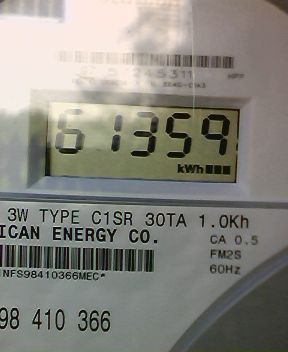 61359
kWh
3W TYPE C1SR 30TA 1.0Kh
ICAN ENERGY CO.
CA 0.5
FM2S
NFS98410366MEC*
60Hz
98 410 366